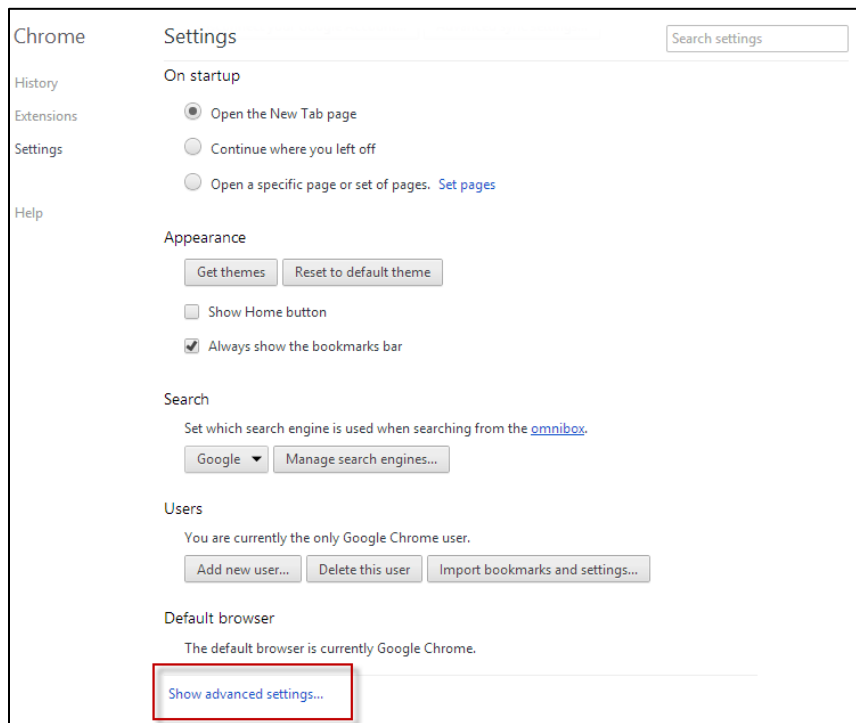 Chrome
Settings
Search settings
History
Extensions
Settings
Help
On startup
Open the New Tab page
Continue where you left off
Open a specific page or set of pages. Set pages
Appearance
Get themes
Reset to default theme
Show Home button
Always show the bookmarks bar
Search
Set which search engine is used when searching from the omnibox.
Google
Manage search engines...
Users
You are currently the only Google Chrome user.
Add new user...
Delete this user
Import bookmarks and settings...
Default browser
The default browser is currently Google Chrome.
Show advanced settings...